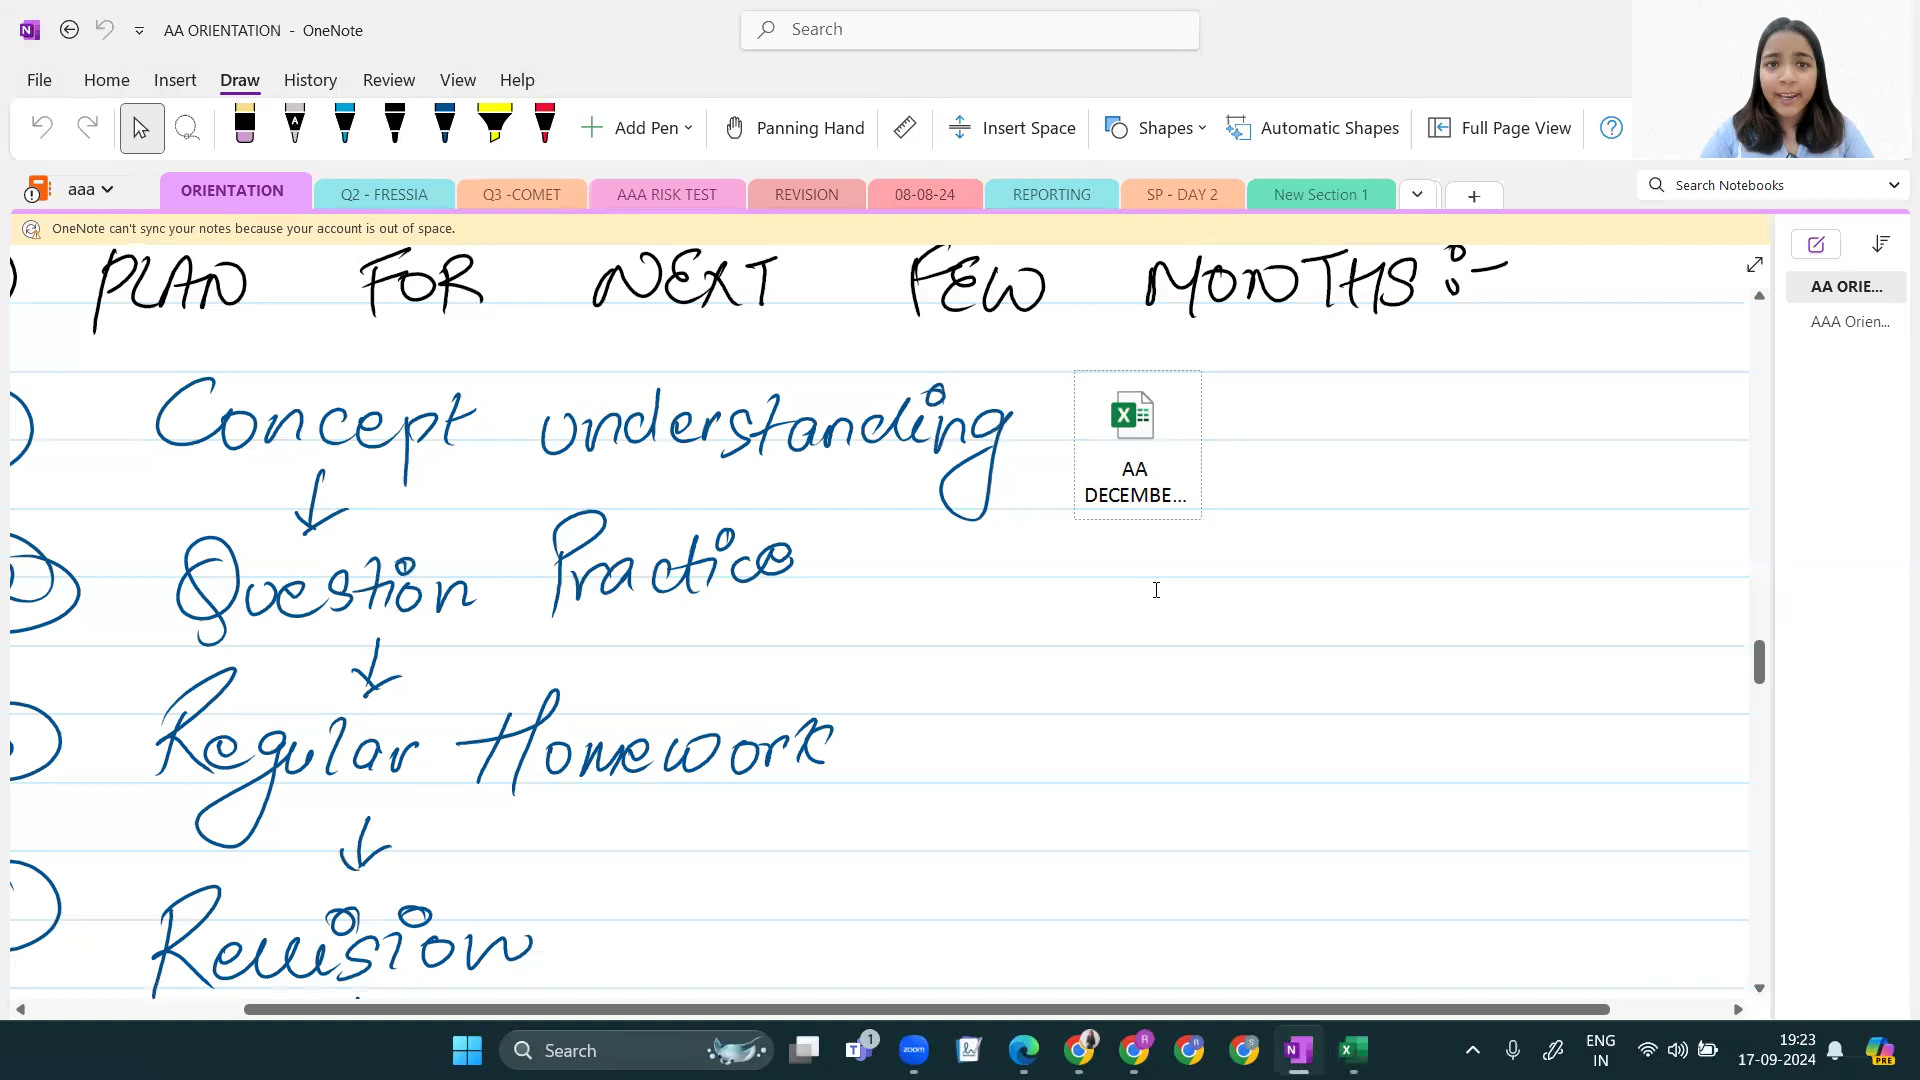 AA ORIENTATION - OneNote
Search
File Home Insert Draw History Review View Help
A
Add Pen Panning Hand Insert Space Shapes Automatic Shapes Full Page View
aaa ORIENTATION Q2 - FRESSIA Q3 -COMET AAA RISK TEST REVISION 08-08-24 REPORTING SP - DAY 2 New Section 1 Search Notebooks
OneNote can't sync your notes because your account is out of space.
PLAN FOR NEXT FEW MONTHS:-
AA ORIE...
AAA Orien...
Concept understanding
AA
DECEMBE...
Question Practice
Regular Homework
Revision
Search
1
zoom
ENG
IN
19:23
17-09-2024
PRE